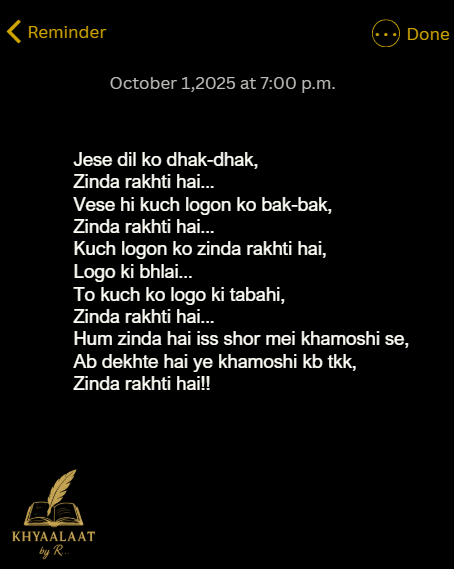 Reminder
Done
October 1,2025 at 7:00 p.m.
Jese dil ko dhak-dhak,
Zinda rakhti hai...
Vese hi kuch logon ko bak-bak,
Zinda rakhti hai...
Kuch logon ko zinda rakhti hai,
Logo ki bhlai...
To kuch ko logo ki tabahi,
Zinda rakhti hai...
Hum zinda hai iss shor mei khamoshi se,
Ab dekhte hai ye khamoshi kb tkk,
Zinda rakhti hai!!
KHYAALAAT
by R...